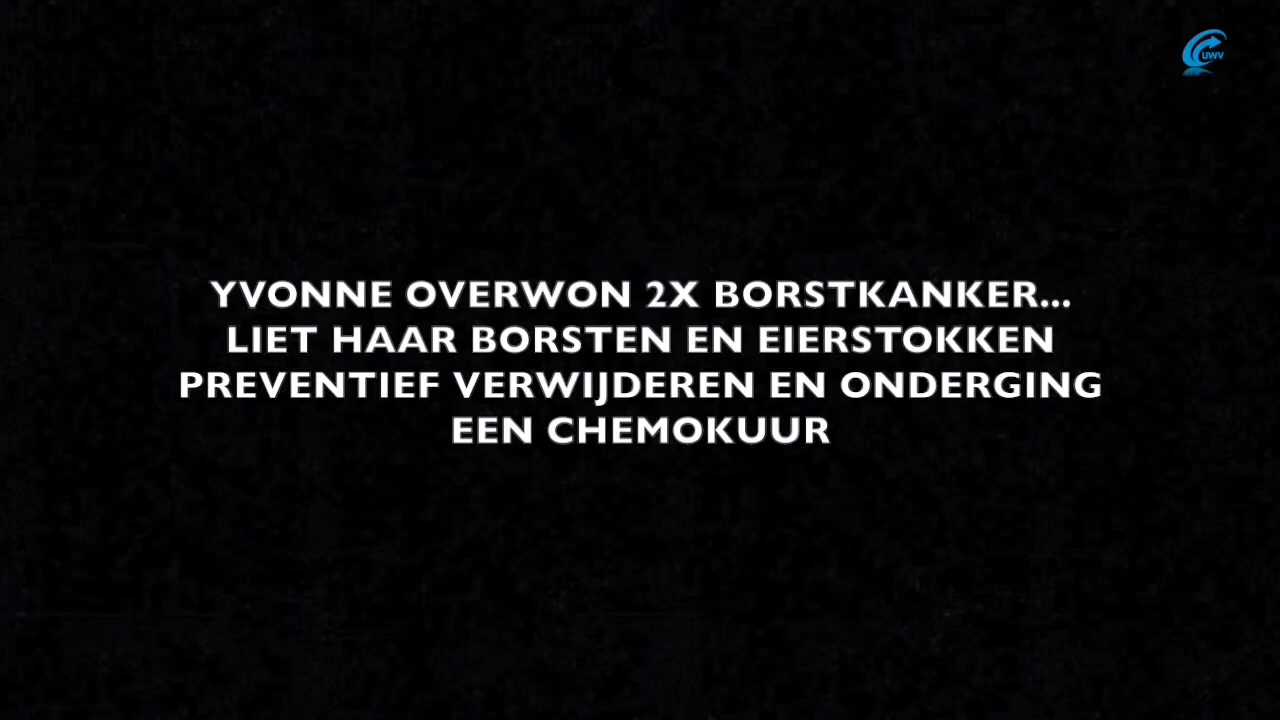 UWV
YVONNE OVERWON 2X BORSTKANKER...
LIET HAAR BORSTEN EN EIERSTOKKEN
PREVENTIEF VERWIJDEREN EN ONDERGING
EEN CHEMOKUUR